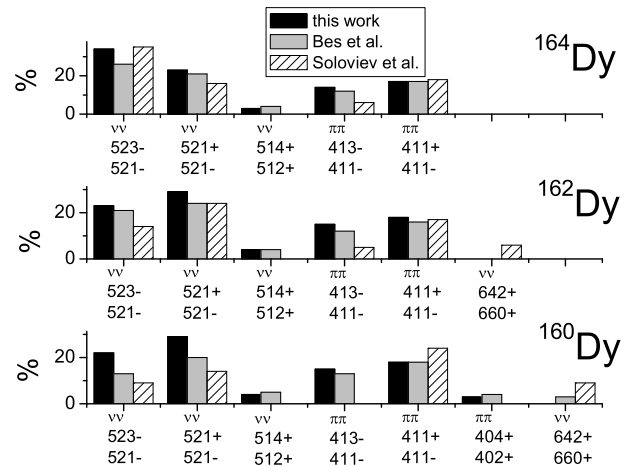 this work
Bes et al.
Soloviev et al.
164Dy
%
20
0
νν νν νν ππ ππ
523- 521+ 514+ 413- 411+
521- 521- 512+ 411- 411-
162Dy
%
20
0
νν νν νν ππ ππ νν
523- 521+ 514+ 413- 411+ 642+
521- 521- 512+ 411- 411- 660+
160Dy
%
20
0
νν νν νν ππ ππ ππ νν
523- 521+ 514+ 413- 411+ 404+ 642+
521- 521- 512+ 411- 411- 402+ 660+